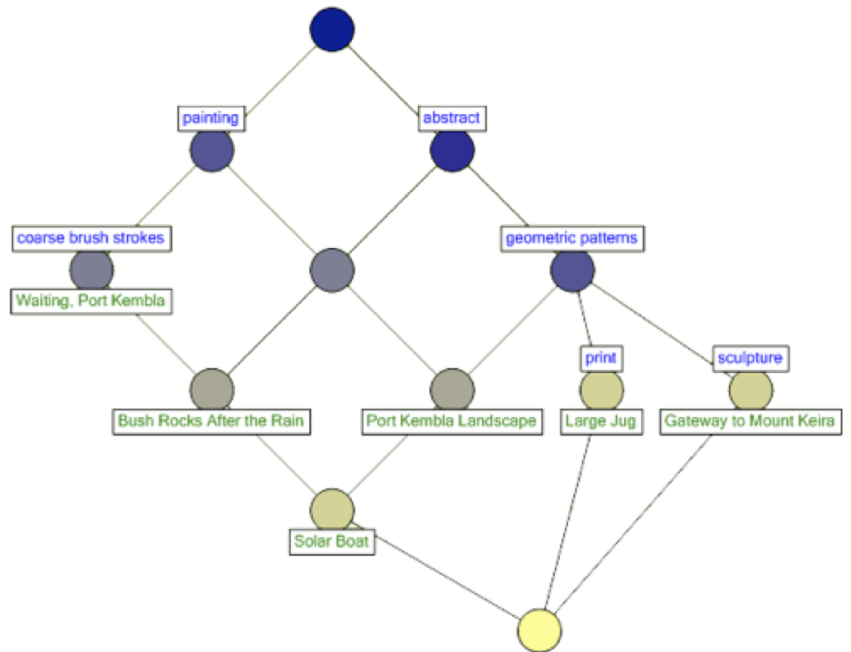 painting
abstract
coarse brush strokes
geometric patterns
Waiting, Port Kembla
print
sculpture
Bush Rocks After the Rain
Port Kembla Landscape
Large Jug
Gateway to Mount Keira
Solar Boat